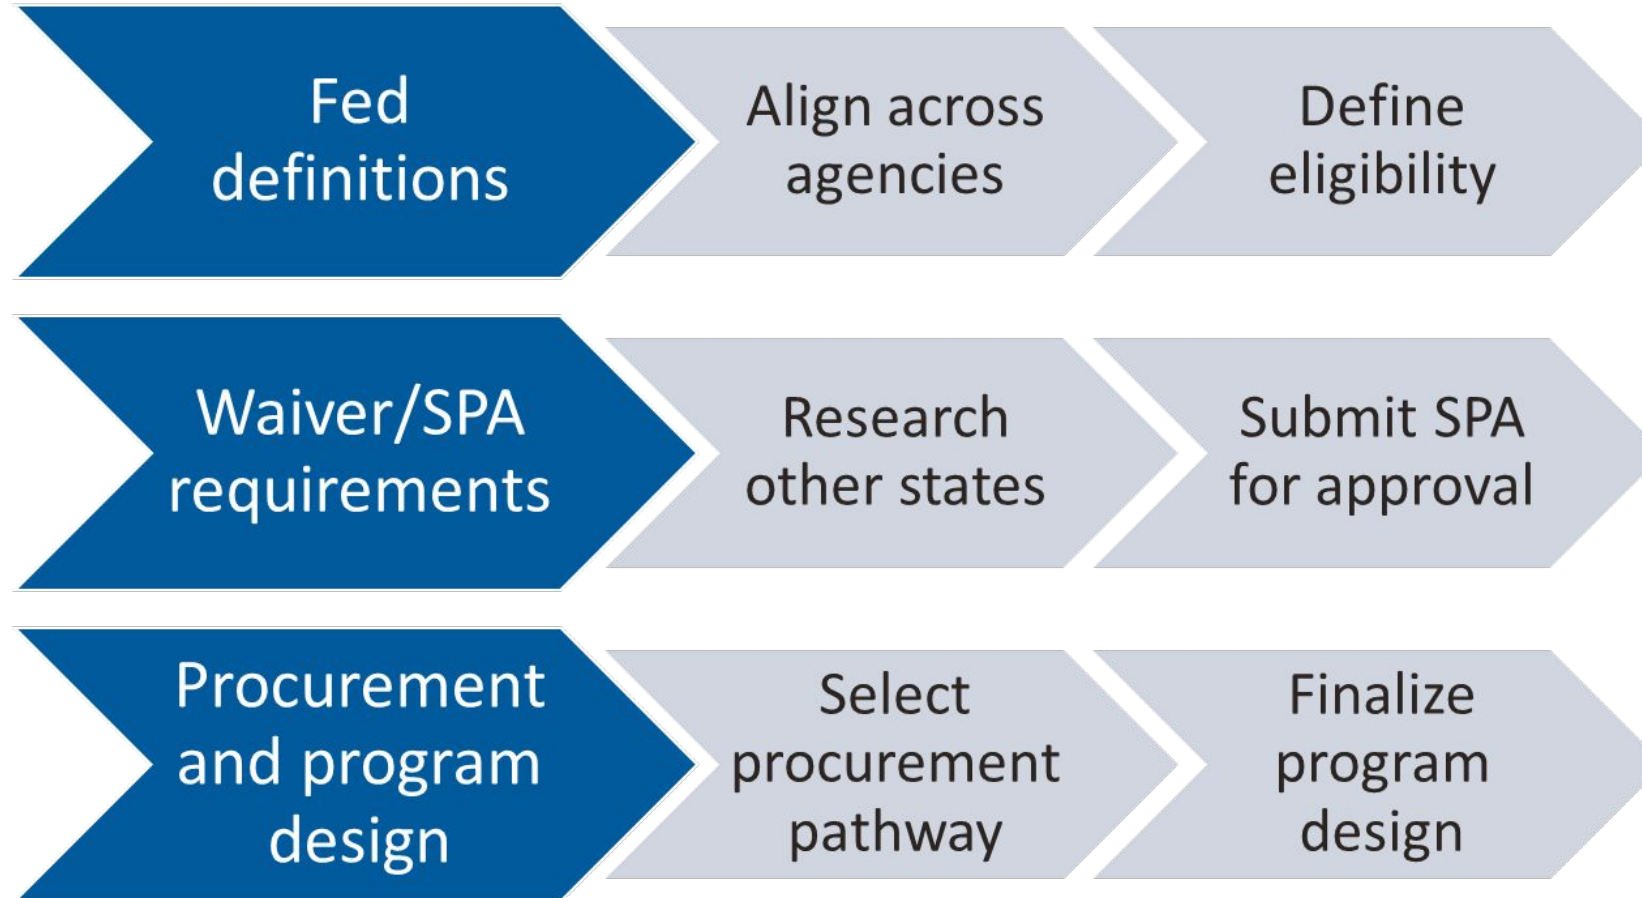 Fed
definitions
Align across
agencies
Define
eligibility
Waiver/SPA
requirements
Research
other states
Submit SPA
for approval
Procurement
and program
design
Select
procurement
pathway
Finalize
program
design